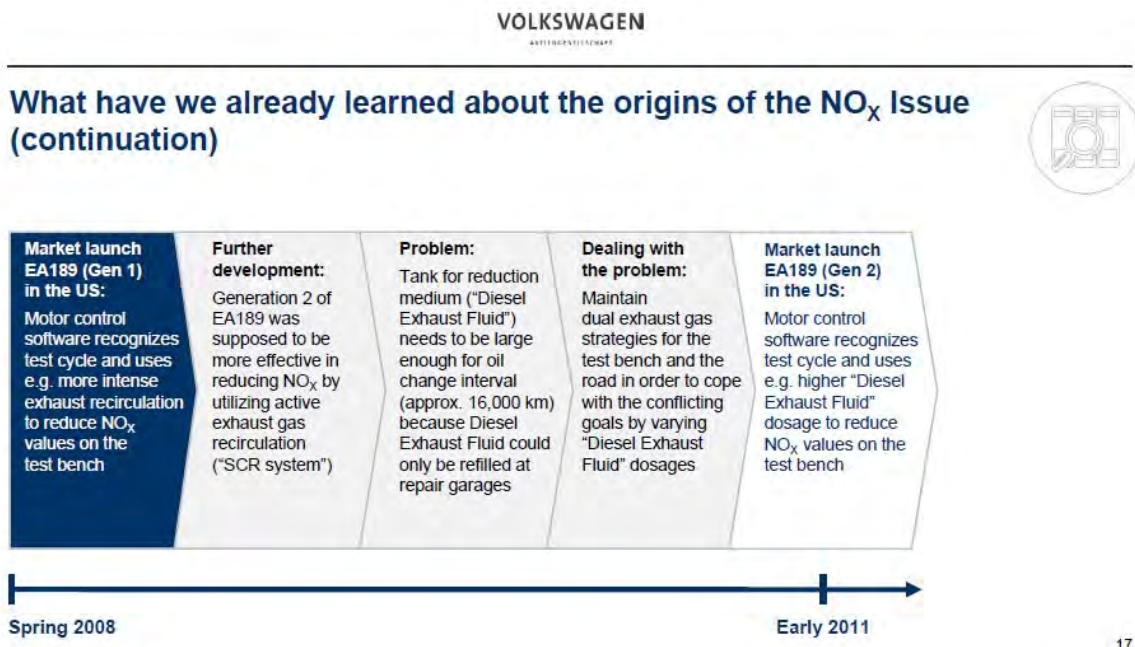 VOLKSWAGEN
AKTIENGESELLSCHAFT
What have we already learned about the origins of the NOX Issue
(continuation)
Market launch
EA189 (Gen 1)
in the US:
Motor control
software recognizes
test cycle and uses
e.g. more intense
exhaust recirculation
to reduce NOX
values on the
test bench
Further
development:
Generation 2 of
EA189 was
supposed to be
more effective in
reducing NOX by
utilizing active
exhaust gas
recirculation
("SCR system")
Problem:
Tank for reduction
medium ("Diesel
Exhaust Fluid")
needs to be large
enough for oil
change interval
(approx. 16,000 km)
because Diesel
Exhaust Fluid could
only be refilled at
repair garages
Dealing with
the problem:
Maintain
dual exhaust gas
strategies for the
test bench and the
road in order to cope
with the conflicting
goals by varying
"Diesel Exhaust
Fluid" dosages
Market launch
EA189 (Gen 2)
in the US:
Motor control
software recognizes
test cycle and uses
e.g. higher "Diesel
Exhaust Fluid"
dosage to reduce
NOX values on the
test bench
Spring 2008
Early 2011
17